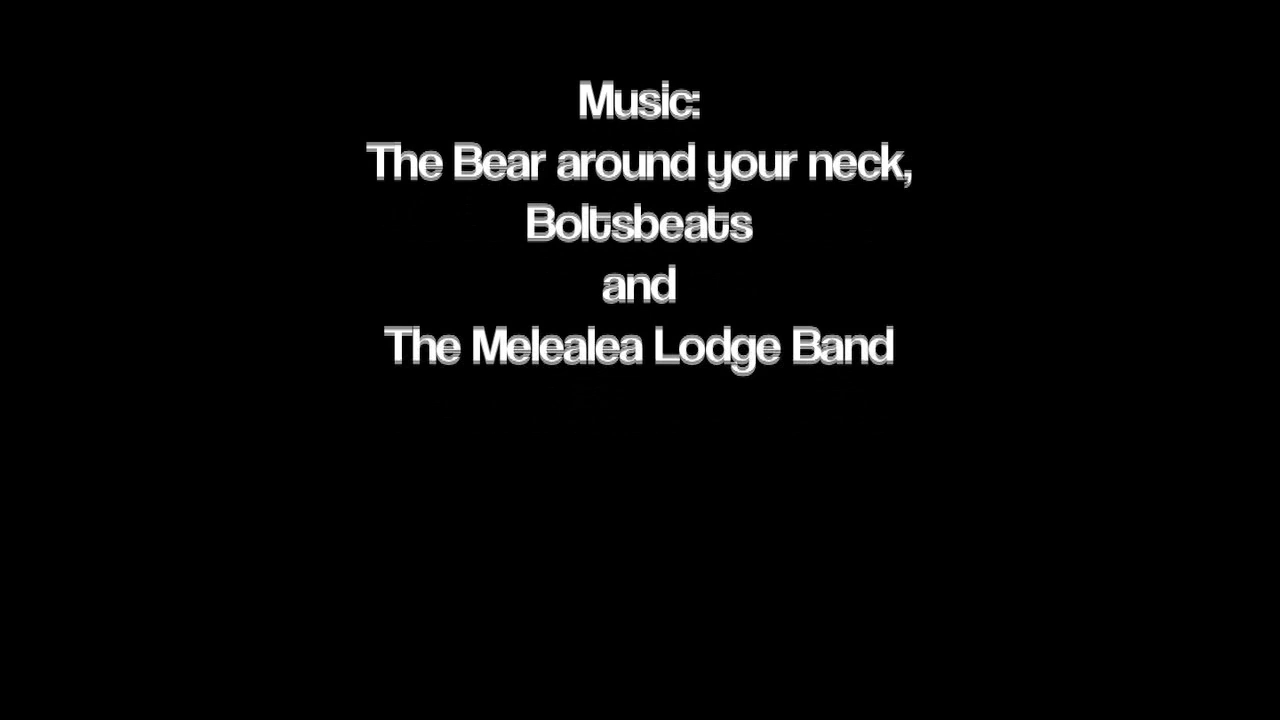 Music:
The Bear around your neck,
Boltsbeats
and
The Melealea Lodge Band